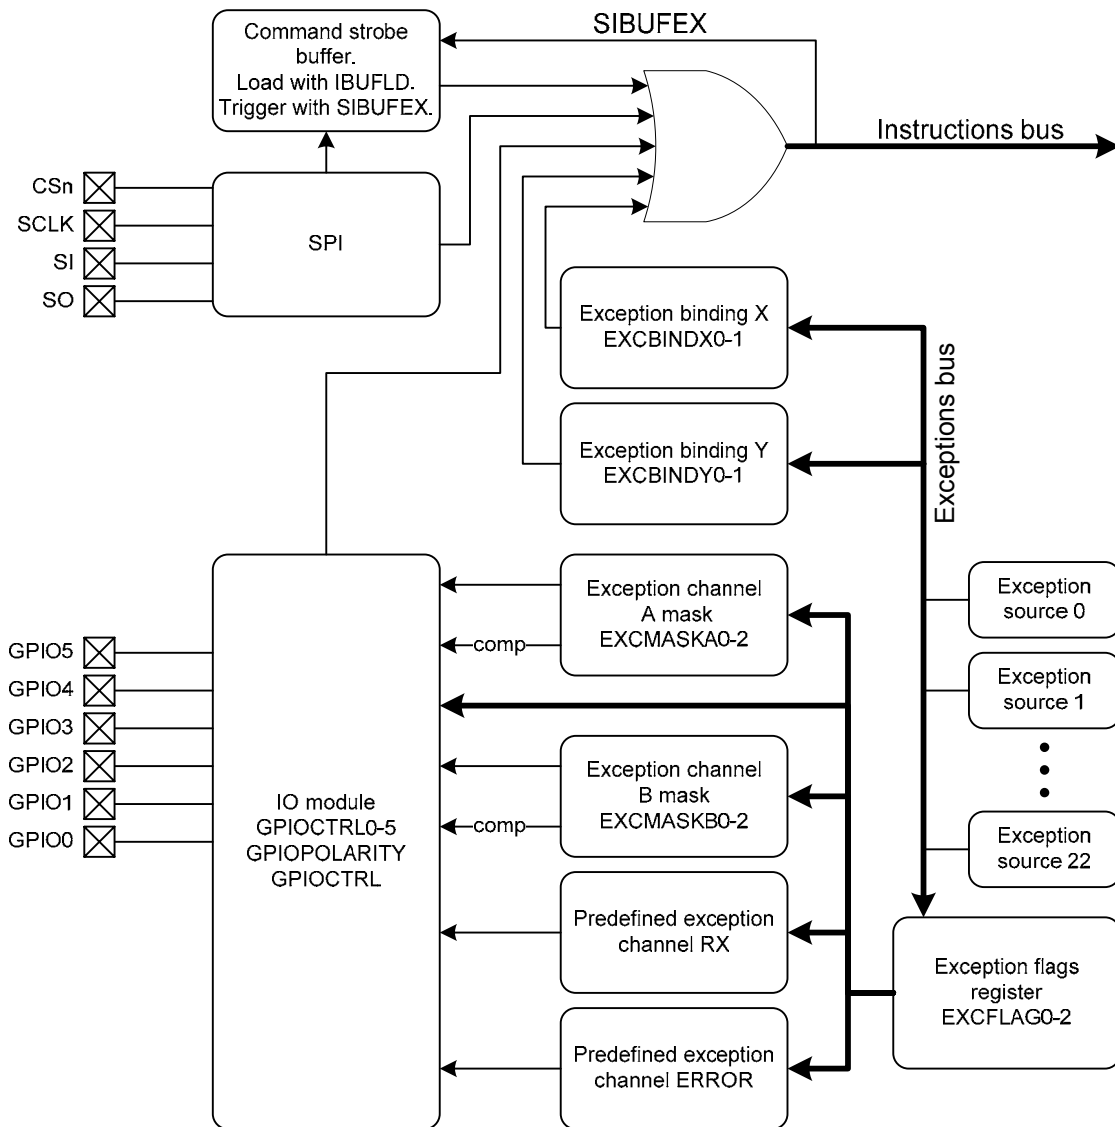 SIBUFEX
Command strobe
buffer.
Load with IBUFLD.
Trigger with SIBUFEX.
Instructions bus
CSn
SCLK
SI
SO
SPI
Exception binding X
EXCBINDX0-1
Exception binding Y
EXCBINDY0-1
Exceptions bus
Exception channel
A mask
EXCMASKA0-2
comp
Exception
source 0
Exception
source 1
Exception
source 22
GPIO5
GPIO4
GPIO3
GPIO2
GPIO1
GPIO0
IO module
GPIOCTRL0-5
GPIOPOLARITY
GPIOCTRL
Exception channel
B mask
EXCMASKB0-2
comp
Predefined exception
channel RX
Exception flags
register
EXCFLAG0-2
Predefined exception
channel ERROR